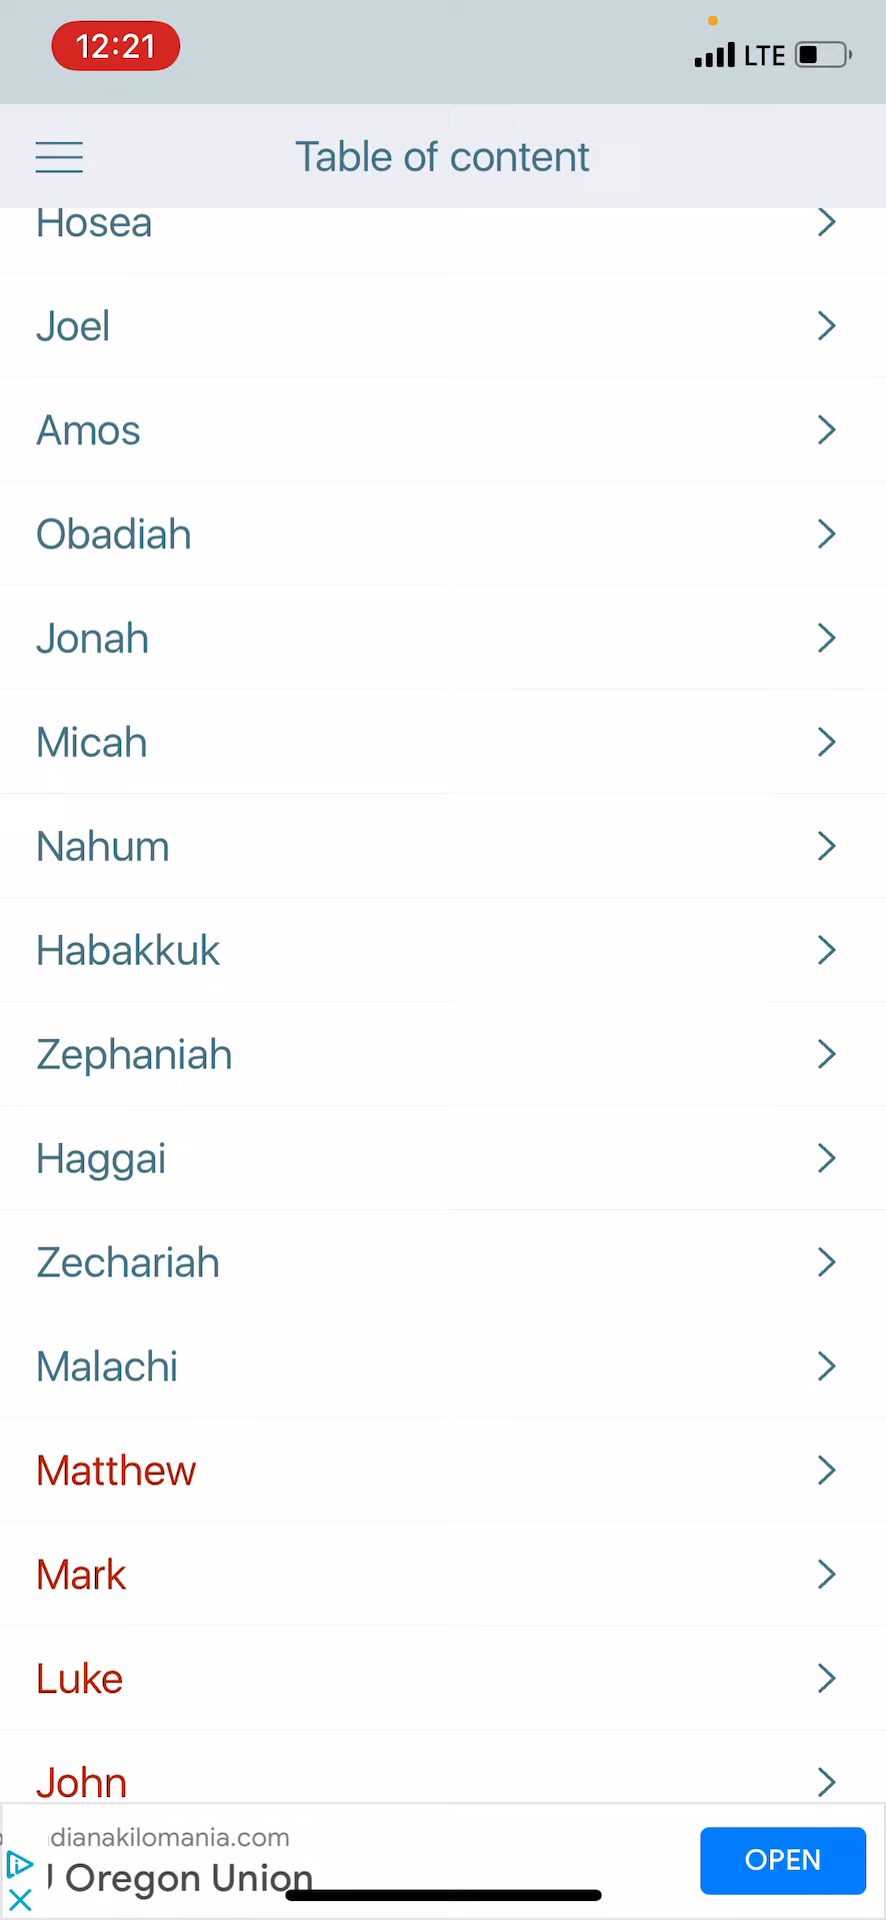 12:21
LTE
Table of content
Hosea
Joel
Amos
Obadiah
Jonah
Micah
Nahum
Habakkuk
Zephaniah
Haggai
Zechariah
Malachi
Matthew
Mark
Luke
John
dianakilomania.com
Oregon Union
OPEN